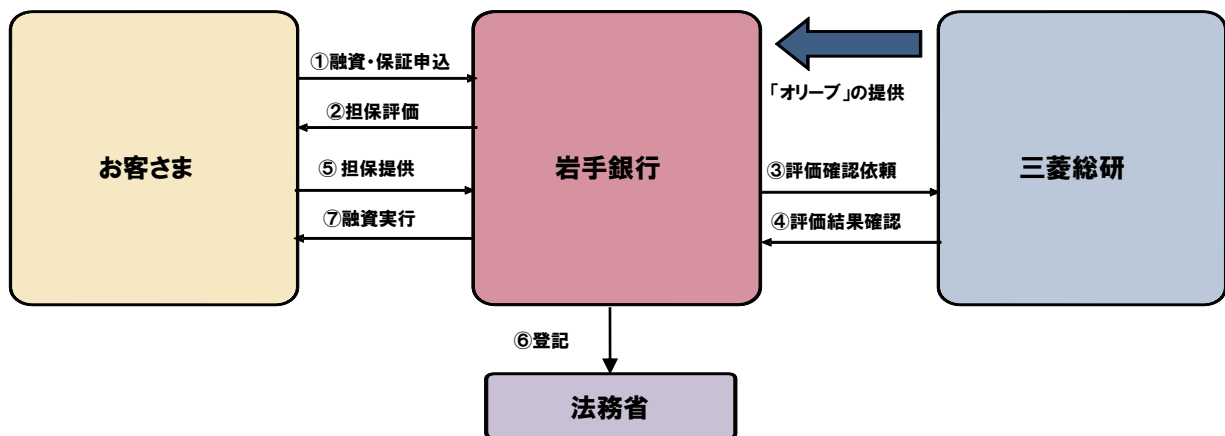 ①融資・保証申込
②担保評価
⑤ 担保提供
⑦融資実行
お客さま
岩手銀行
三菱総研
「オリーブ」の提供
③評価確認依頼
④評価結果確認
⑥登記
法務省